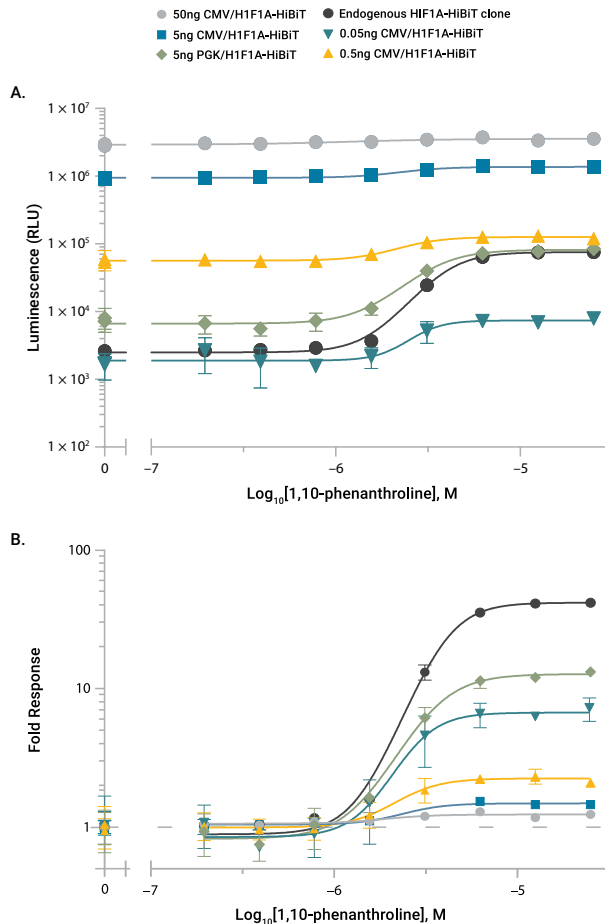 50ng CMV/H1F1A-HiBiT
Endogenous HIF1A-HiBiT clone
5ng CMV/H1F1A-HiBiT
0.05ng CMV/H1F1A-HiBiT
5ng PGK/H1F1A-HiBiT
0.5ng CMV/H1F1A-HiBiT
A.
Luminescence (RLU)
1 × 10⁷
1 × 10⁶
1 × 10⁵
1 × 10⁴
1 × 10³
1 × 10²
0
−7
−6
−5
Log₁₀[1,10-phenanthroline], M
B.
Fold Response
100
10
1
0
−7
−6
−5
Log₁₀[1,10-phenanthroline], M